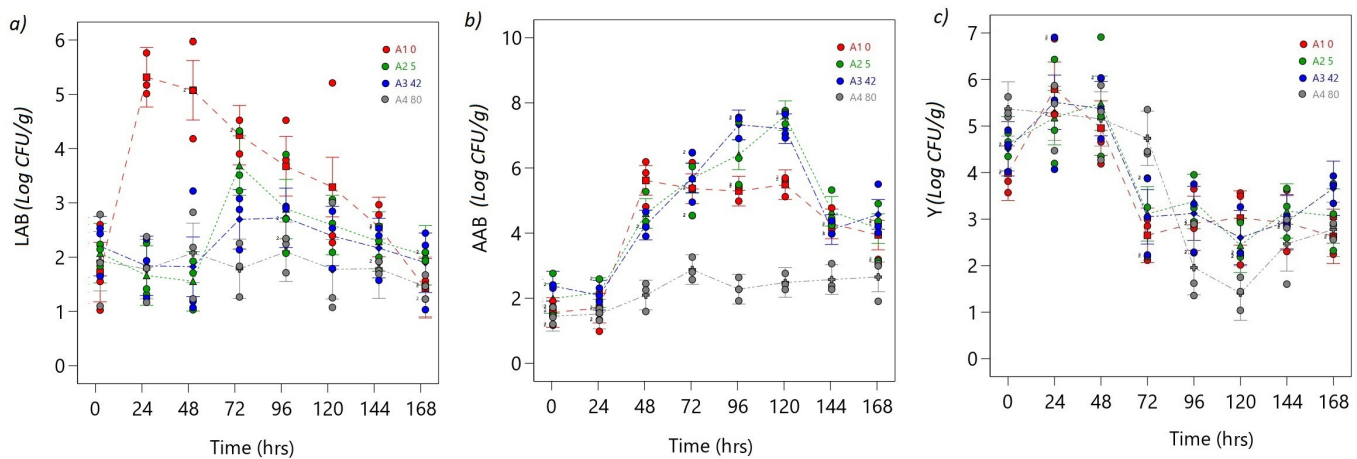 a)
6
5
4
3
2
1
0
LAB (Log CFU/g)
A1 0
A2 5
A3 42
A4 80
0 24 48 72 96 120 144 168
Time (hrs)
b)
10
8
6
4
2
0
AAB (Log CFU/g)
A1 0
A2 5
A3 42
A4 80
0 24 48 72 96 120 144 168
Time (hrs)
c)
7
6
5
4
3
2
1
0
Y(Log CFU/g)
A1 0
A2 5
A3 42
A4 80
0 24 48 72 96 120 144 168
Time (hrs)